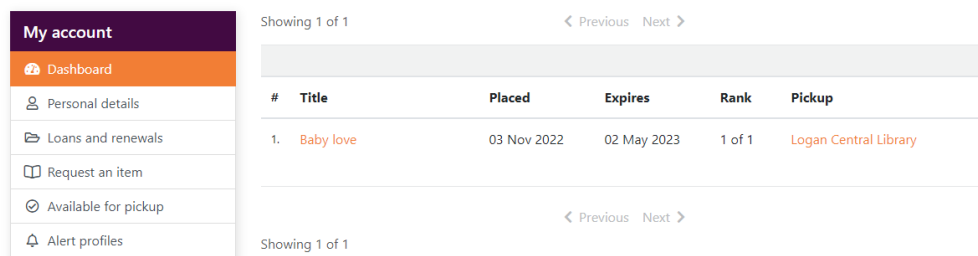 My account
Dashboard
Personal details
Loans and renewals
Request an item
Available for pickup
Alert profiles
Showing 1 of 1
Previous Next
# Title Placed Expires Rank Pickup
1. Baby love 03 Nov 2022 02 May 2023 1 of 1 Logan Central Library
Previous Next
Showing 1 of 1